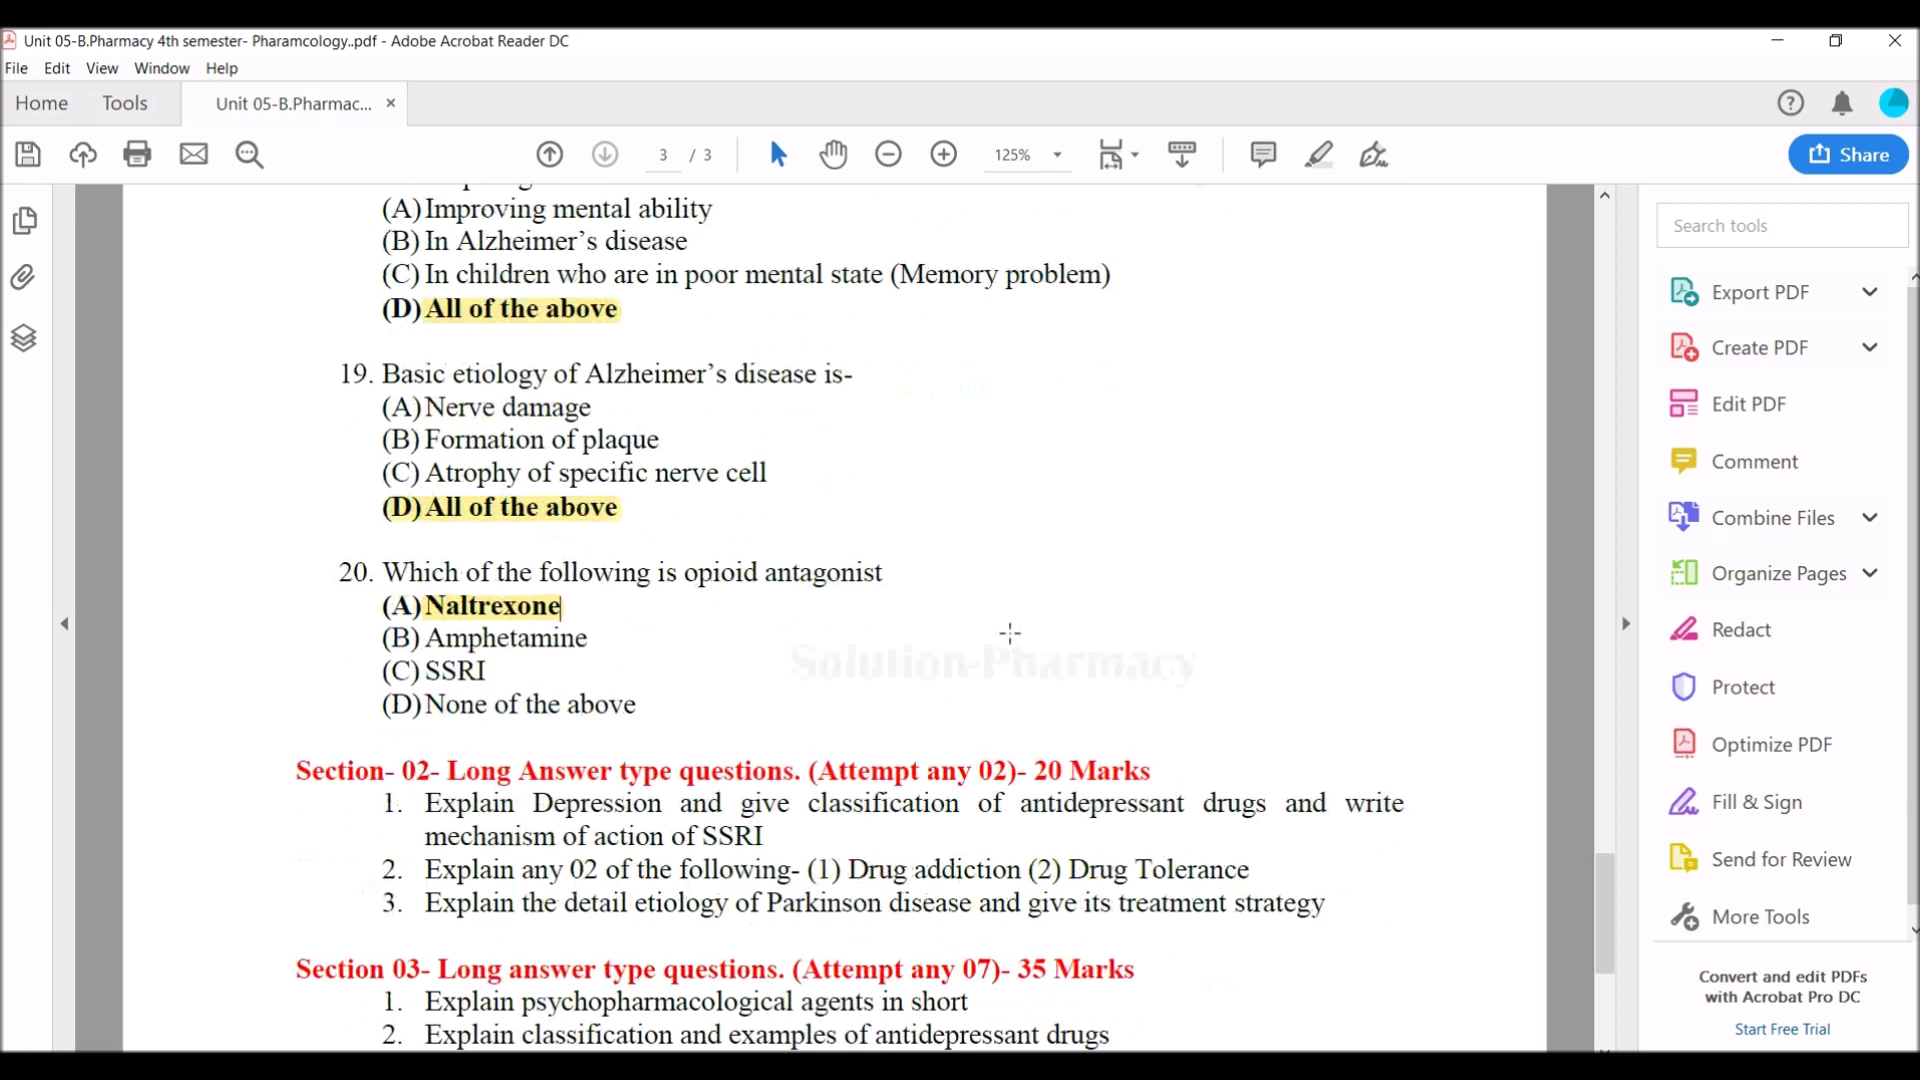 Unit 05-B.Pharmacy 4th semester- Pharamcology..pdf - Adobe Acrobat Reader DC
File Edit View Window Help
Home Tools Unit 05-B.Pharmac... ×
3 / 3 125% Share
(A) Improving mental ability
(B) In Alzheimer’s disease
(C) In children who are in poor mental state (Memory problem)
(D) All of the above
19. Basic etiology of Alzheimer’s disease is-
(A) Nerve damage
(B) Formation of plaque
(C) Atrophy of specific nerve cell
(D) All of the above
20. Which of the following is opioid antagonist
(A) Naltrexone
(B) Amphetamine
(C) SSRI
(D) None of the above
Solution-Pharmacy
Section- 02- Long Answer type questions. (Attempt any 02)- 20 Marks
1. Explain Depression and give classification of antidepressant drugs and write
mechanism of action of SSRI
2. Explain any 02 of the following- (1) Drug addiction (2) Drug Tolerance
3. Explain the detail etiology of Parkinson disease and give its treatment strategy
Section 03- Long answer type questions. (Attempt any 07)- 35 Marks
1. Explain psychopharmacological agents in short
2. Explain classification and examples of antidepressant drugs
Search tools
Export PDF
Create PDF
Edit PDF
Comment
Combine Files
Organize Pages
Redact
Protect
Optimize PDF
Fill & Sign
Send for Review
More Tools
Convert and edit PDFs
with Acrobat Pro DC
Start Free Trial